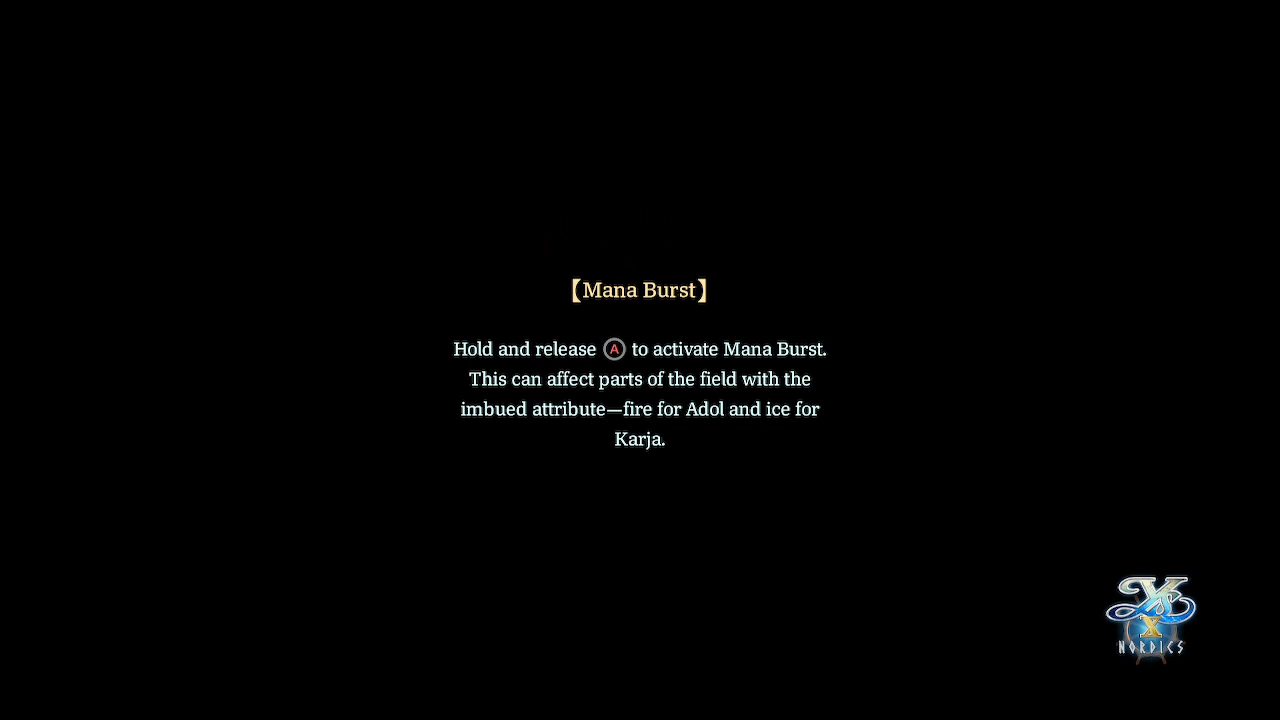 【Mana Burst】
Hold and release Ⓐ to activate Mana Burst.
This can affect parts of the field with the
imbued attribute—fire for Adol and ice for
Karja.
Ys
X
NORDICS